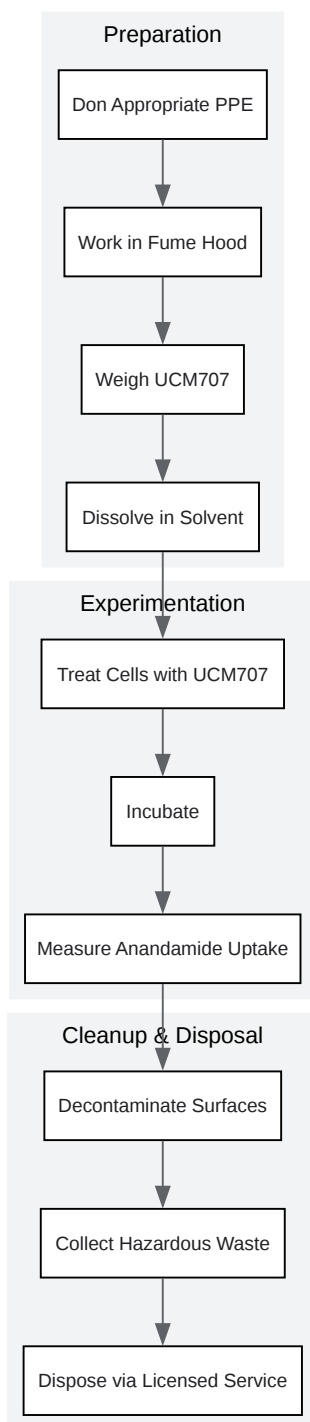 Preparation
Don Appropriate PPE
Work in Fume Hood
Weigh UCM707
Dissolve in Solvent
Experimentation
Treat Cells with UCM707
Incubate
Measure Anandamide Uptake
Cleanup & Disposal
Decontaminate Surfaces
Collect Hazardous Waste
Dispose via Licensed Service